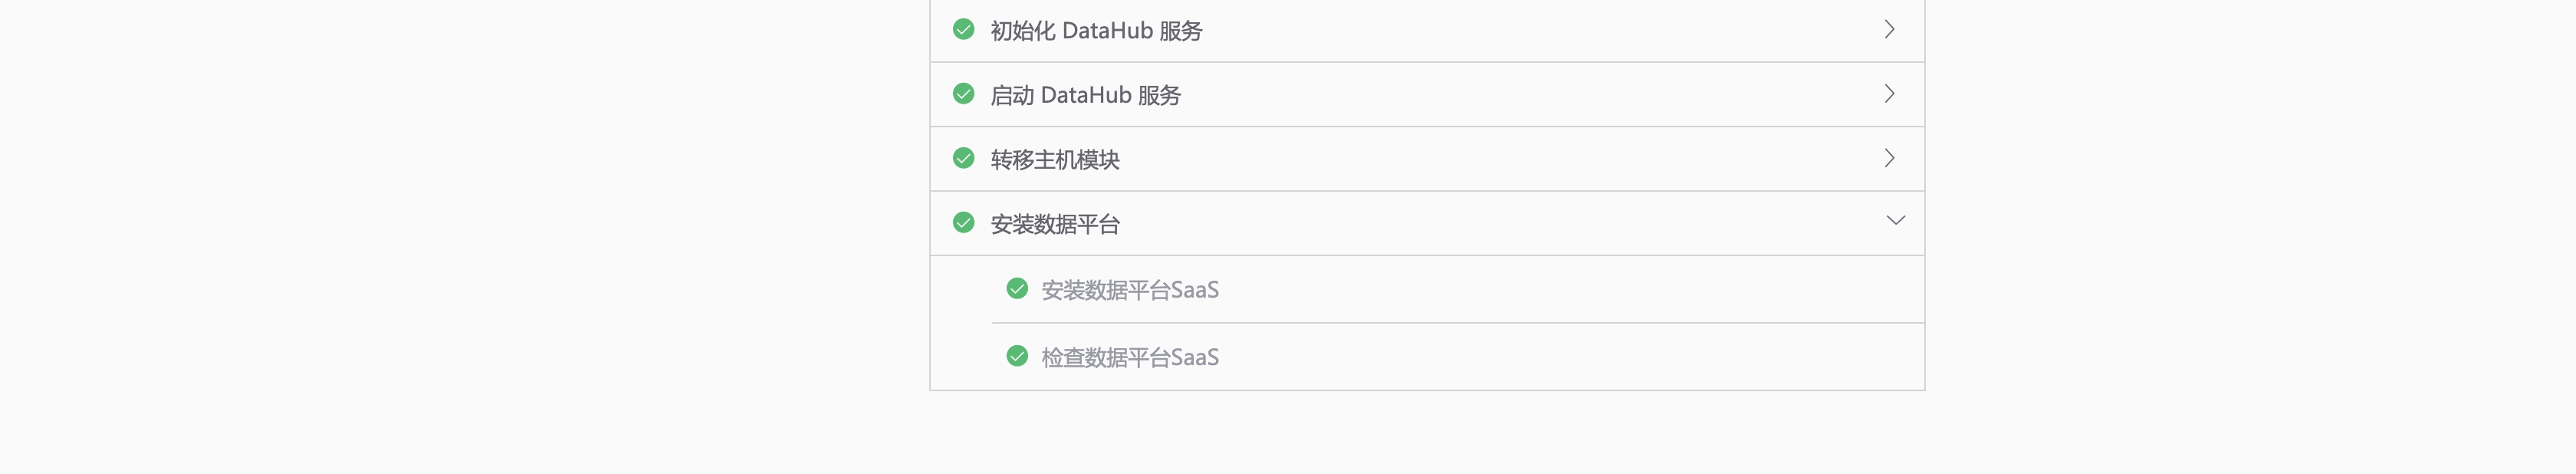 初始化 DataHub 服务
启动 DataHub 服务
转移主机模块
安装数据平台
安装数据平台SaaS
检查数据平台SaaS